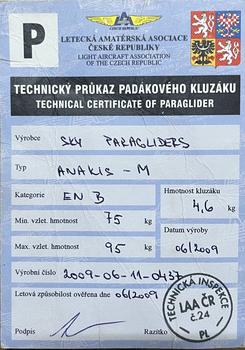 P
CZECH REPUBLIC
LETECKÁ AMATÉRSKÁ ASOCIACE
ČESKÉ REPUBLIKY
LIGHT AIRCRAFT ASSOCIATION
OF THE CZECH REPUBLIC
TECHNICKÝ PRŮKAZ PADÁKOVÉHO KLUZÁKU
TECHNICAL CERTIFICATE OF PARAGLIDER
Výrobce SKY PARAGLIDERS
Typ ANAKIS - M
Kategorie EN B
Hmotnost kluzáku
4,6 kg
Min. vzlet. hmotnost 75 kg
Datum výroby
Max. vzlet. hmotnost 95 kg
06/2009
Výrobní číslo 2009-06-11-0437
Letová způsobilost ověřena dne 06/2009
Podpis
Razítko
TECHNICKÁ INSPEKCE
LAA ČR
č.24
PL